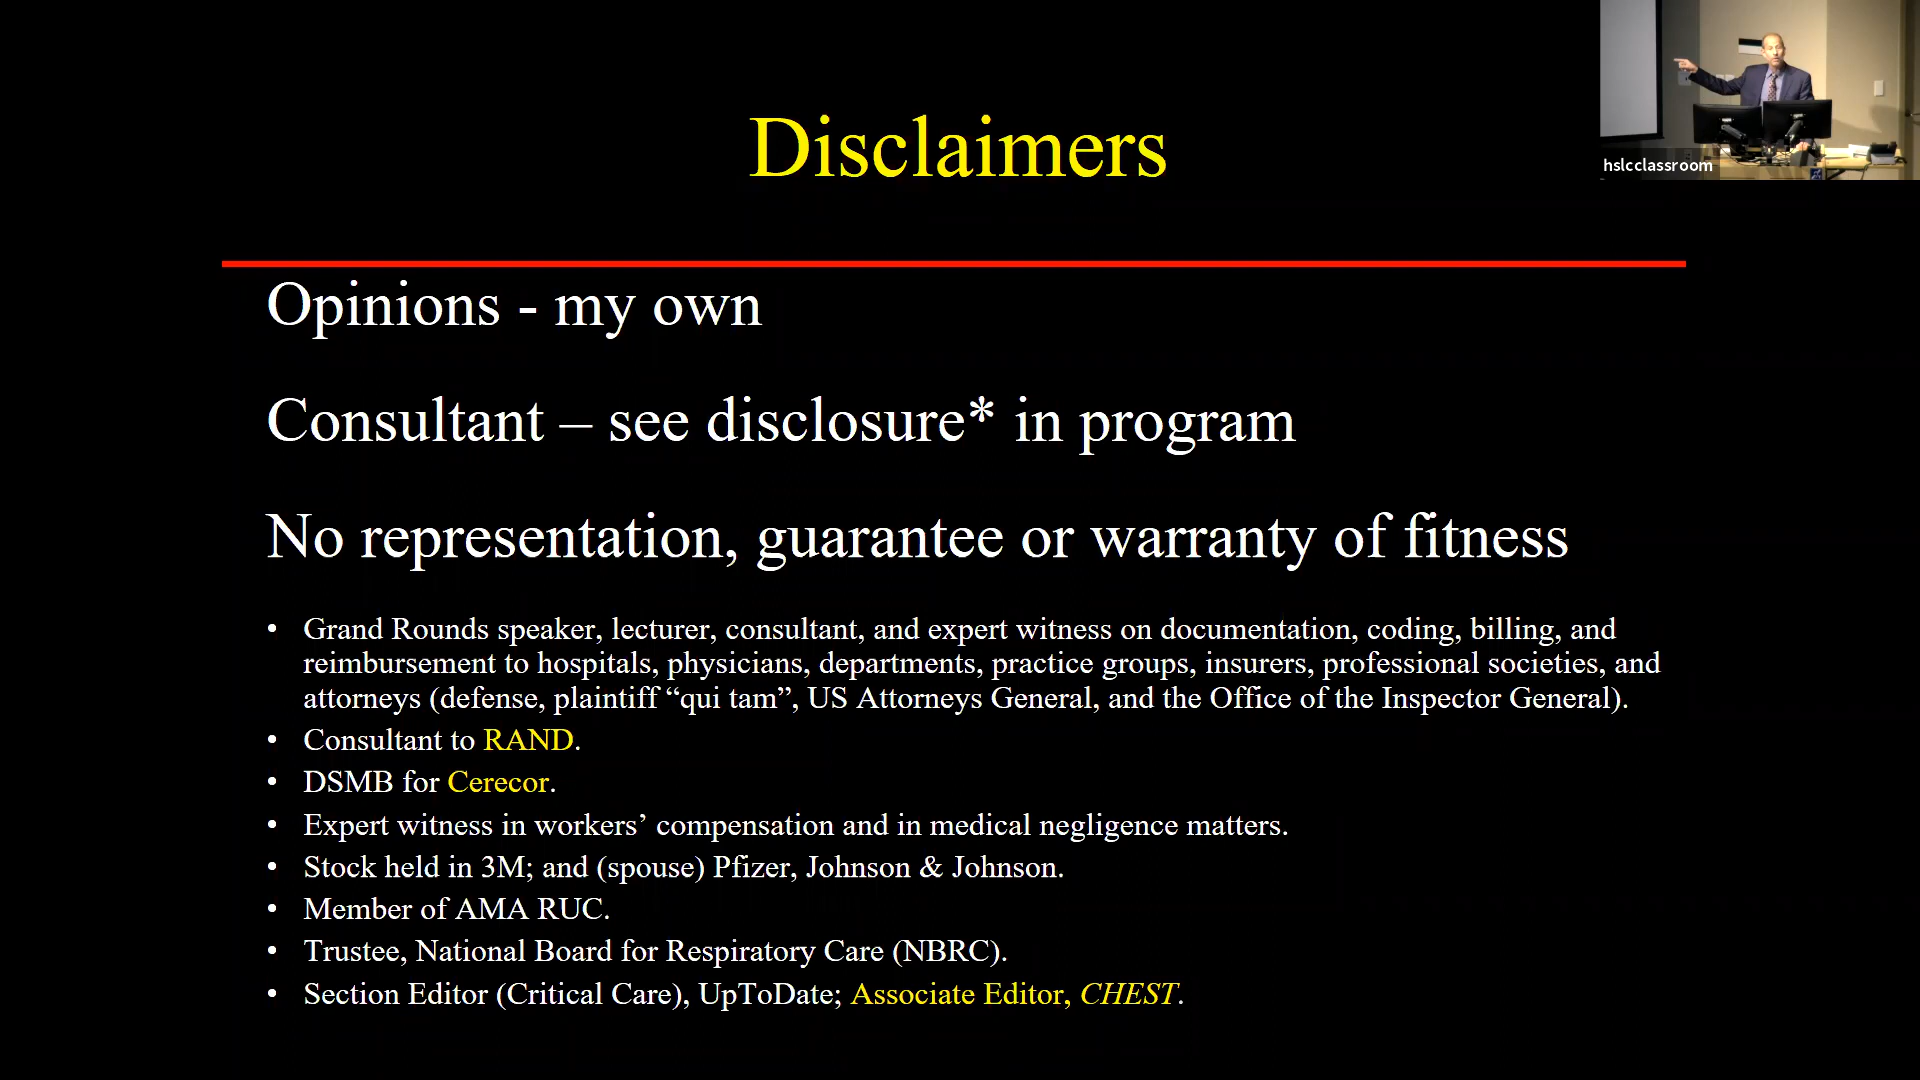 Disclaimers
hslcclassroom
Opinions - my own
Consultant – see disclosure* in program
No representation, guarantee or warranty of fitness
• Grand Rounds speaker, lecturer, consultant, and expert witness on documentation, coding, billing, and
reimbursement to hospitals, physicians, departments, practice groups, insurers, professional societies, and
attorneys (defense, plaintiff “qui tam”, US Attorneys General, and the Office of the Inspector General).
• Consultant to RAND.
• DSMB for Cerecor.
• Expert witness in workers’ compensation and in medical negligence matters.
• Stock held in 3M; and (spouse) Pfizer, Johnson & Johnson.
• Member of AMA RUC.
• Trustee, National Board for Respiratory Care (NBRC).
• Section Editor (Critical Care), UpToDate; Associate Editor, CHEST.